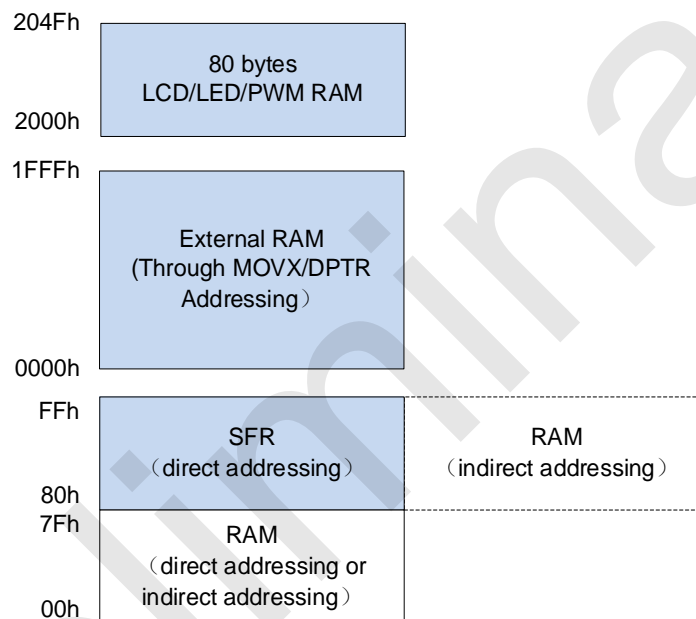 204Fh
80 bytes
LCD/LED/PWM RAM
2000h
1FFFh
External RAM
(Through MOVX/DPTR
Addressing）
0000h
FFh
SFR
（direct addressing）
RAM
（indirect addressing）
80h
7Fh
RAM
（direct addressing or
indirect addressing）
00h
limina